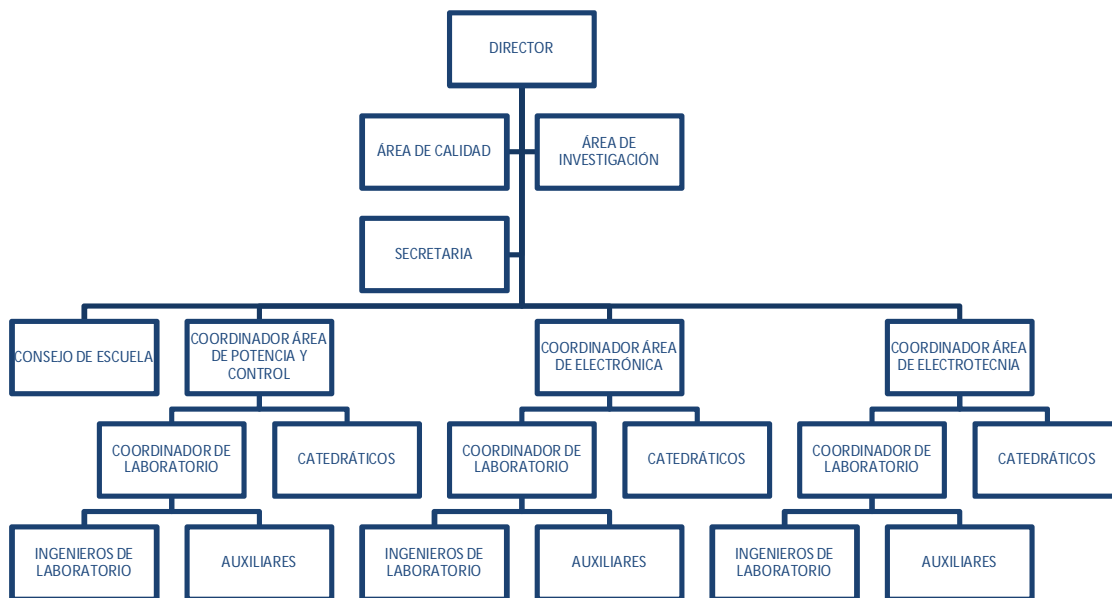 DIRECTOR
ÁREA DE CALIDAD
ÁREA DE
INVESTIGACIÓN
SECRETARIA
CONSEJO DE ESCUELA
COORDINADOR ÁREA
DE POTENCIA Y
CONTROL
COORDINADOR ÁREA
DE ELECTRÓNICA
COORDINADOR ÁREA
DE ELECTROTECNIA
COORDINADOR DE
LABORATORIO
CATEDRÁTICOS
COORDINADOR DE
LABORATORIO
CATEDRÁTICOS
COORDINADOR DE
LABORATORIO
CATEDRÁTICOS
INGENIEROS DE
LABORATORIO
AUXILIARES
INGENIEROS DE
LABORATORIO
AUXILIARES
INGENIEROS DE
LABORATORIO
AUXILIARES